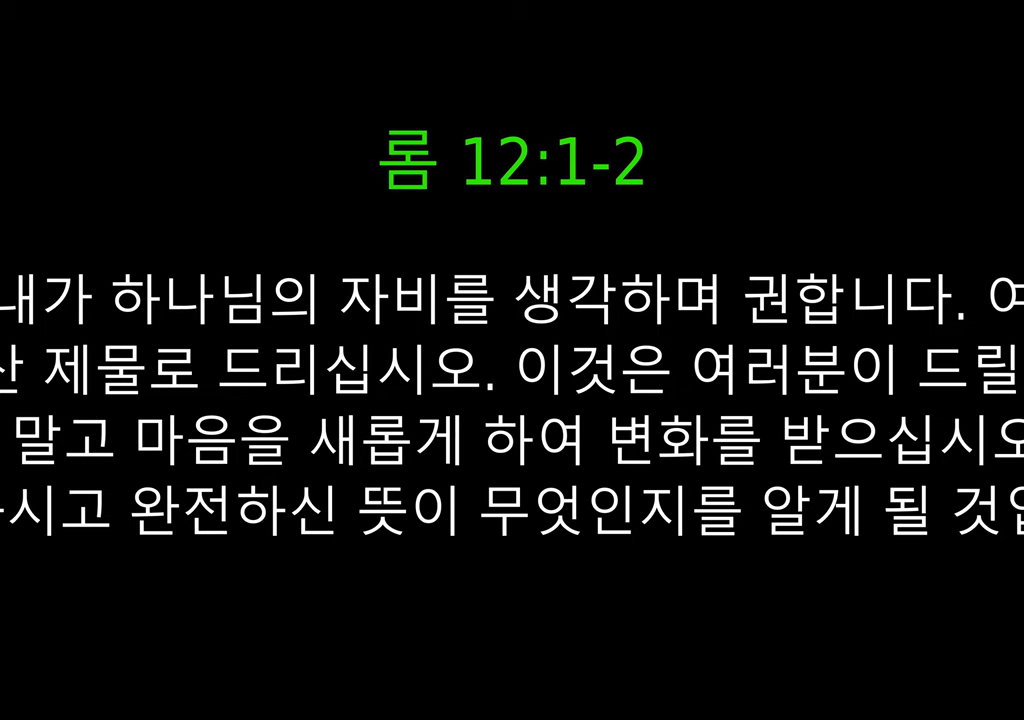 롬 12:1-2
내가 하나님의 자비를 생각하며 권합니다.
제물로 드리십시오. 이것은 여러분이 드릴
말고 마음을 새롭게 하여 변화를 받으십시오
시고 완전하신 뜻이 무엇인지를 알게 될